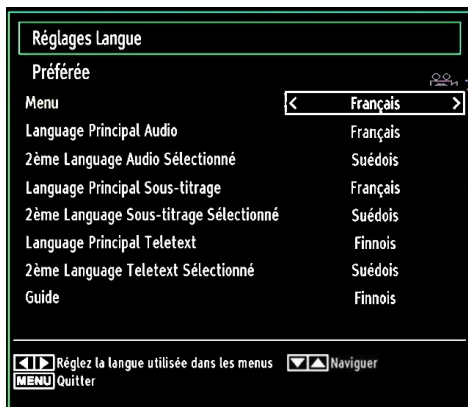 Réglages Langue
Préférée
Menu < Français >
Language Principal Audio Français
2ème Language Audio Sélectionné Suédois
Language Principal Sous-titrage Français
2ème Language Sous-titrage Sélectionné Suédois
Language Principal Teletext Finnois
2ème Language Teletext Sélectionné Suédois
Guide Finnois
Réglez la langue utilisée dans les menus Naviguer
MENU Quitter